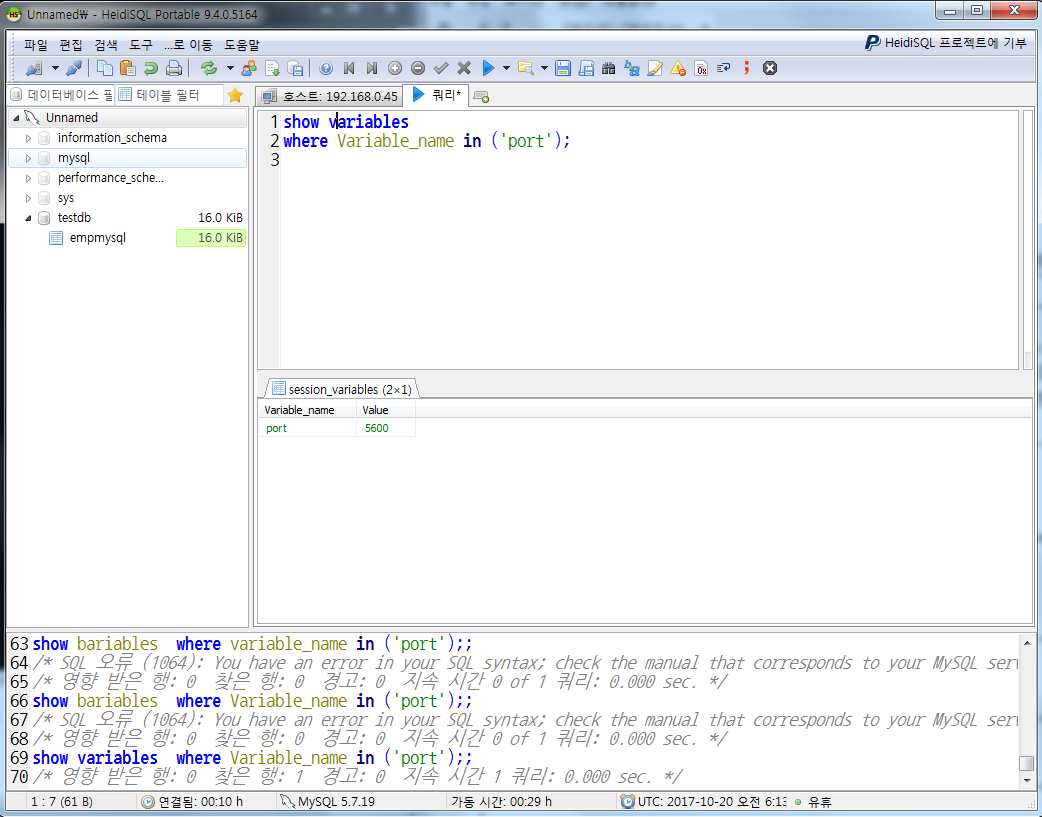 Unnamed₩ - HeidiSQL Portable 9.4.0.5164
파일 편집 검색 도구 ...로 이동 도움말
HeidiSQL 프로젝트에 기부
데이터베이스 필
테이블 필터
호스트: 192.168.0.45
쿼리*
Unnamed
information_schema
mysql
performance_sche...
sys
testdb 16.0 KiB
empmysql 16.0 KiB
1 show variables
2 where Variable_name in ('port');
3
session_variables (2×1)
Variable_name Value
port 5600
63 show bariables  where variable_name in ('port');;
64 /* SQL 오류 (1064): You have an error in your SQL syntax; check the manual that corresponds to your MySQL serv
65 /* 영향 받은 행: 0  찾은 행: 0  경고: 0  지속 시간 0 of 1 쿼리: 0.000 sec. */
66 show bariables  where Variable_name in ('port');;
67 /* SQL 오류 (1064): You have an error in your SQL syntax; check the manual that corresponds to your MySQL serv
68 /* 영향 받은 행: 0  찾은 행: 0  경고: 0  지속 시간 0 of 1 쿼리: 0.000 sec. */
69 show variables  where Variable_name in ('port');;
70 /* 영향 받은 행: 0  찾은 행: 1  경고: 0  지속 시간 1 쿼리: 0.000 sec. */
1 : 7 (61 B) 연결됨: 00:10 h MySQL 5.7.19 가동 시간: 00:29 h UTC: 2017-10-20 오전 6:13 유휴